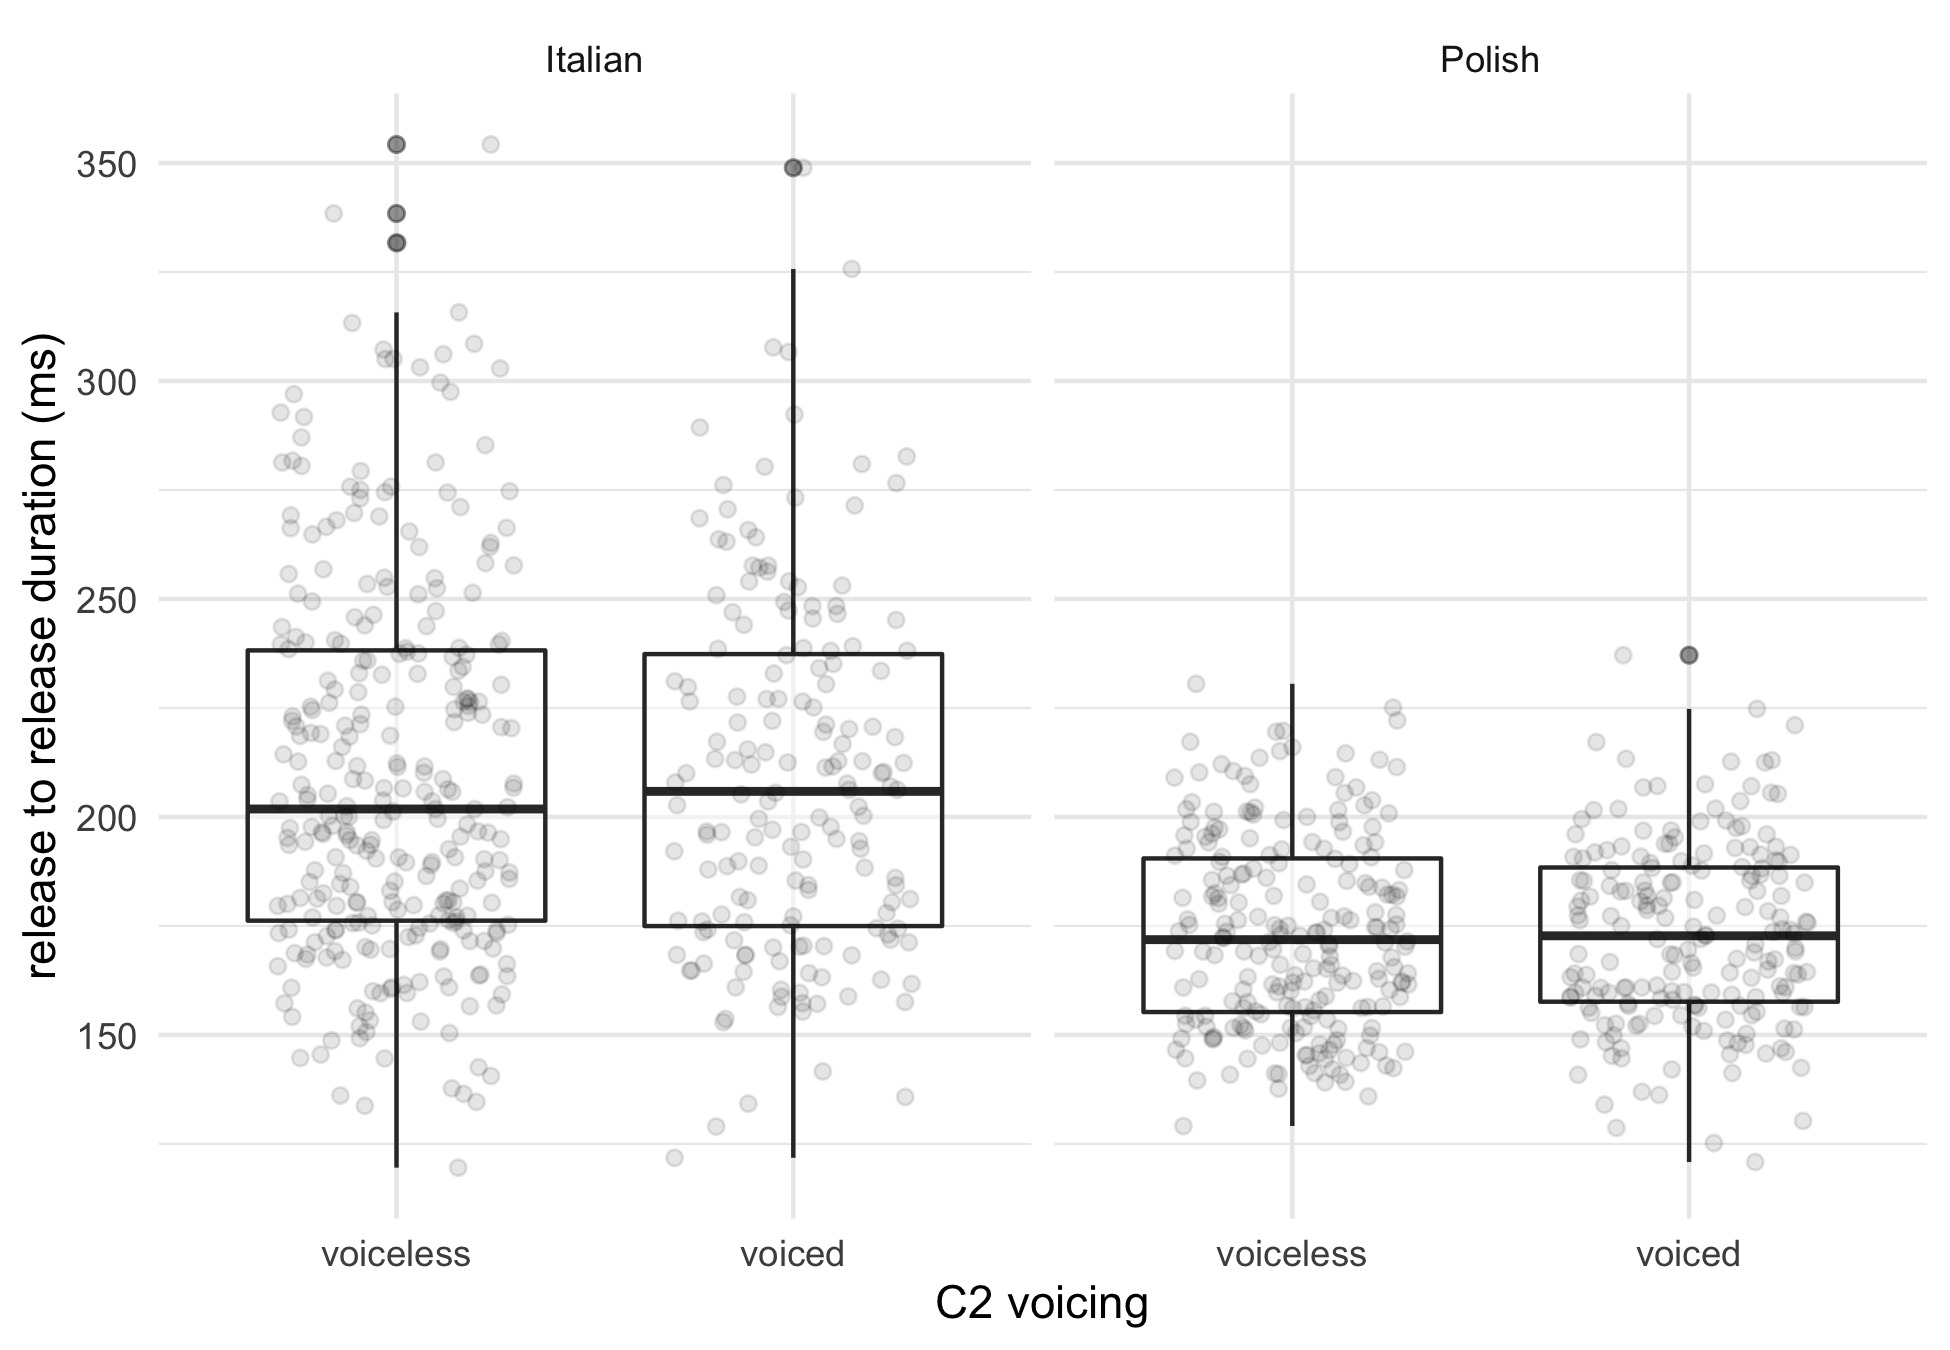 Italian
Polish
release to release duration (ms)
350
300
250
200
150
voiceless
voiced
voiceless
voiced
C2 voicing